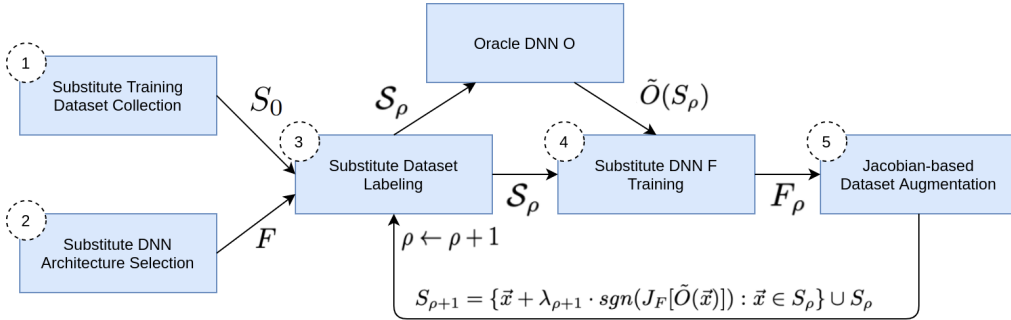 Oracle DNN O
1
Substitute Training
Dataset Collection
S_0
𝒮_ρ
Õ(S_ρ)
3
Substitute Dataset
Labeling
4
Substitute DNN F
Training
5
Jacobian-based
Dataset Augmentation
𝒮_ρ
F_ρ
2
Substitute DNN
Architecture Selection
F
ρ ← ρ + 1
S_{ρ+1} = {x⃗ + λ_{ρ+1} · sgn(J_F[Õ(x⃗)]) : x⃗ ∈ S_ρ} ∪ S_ρ